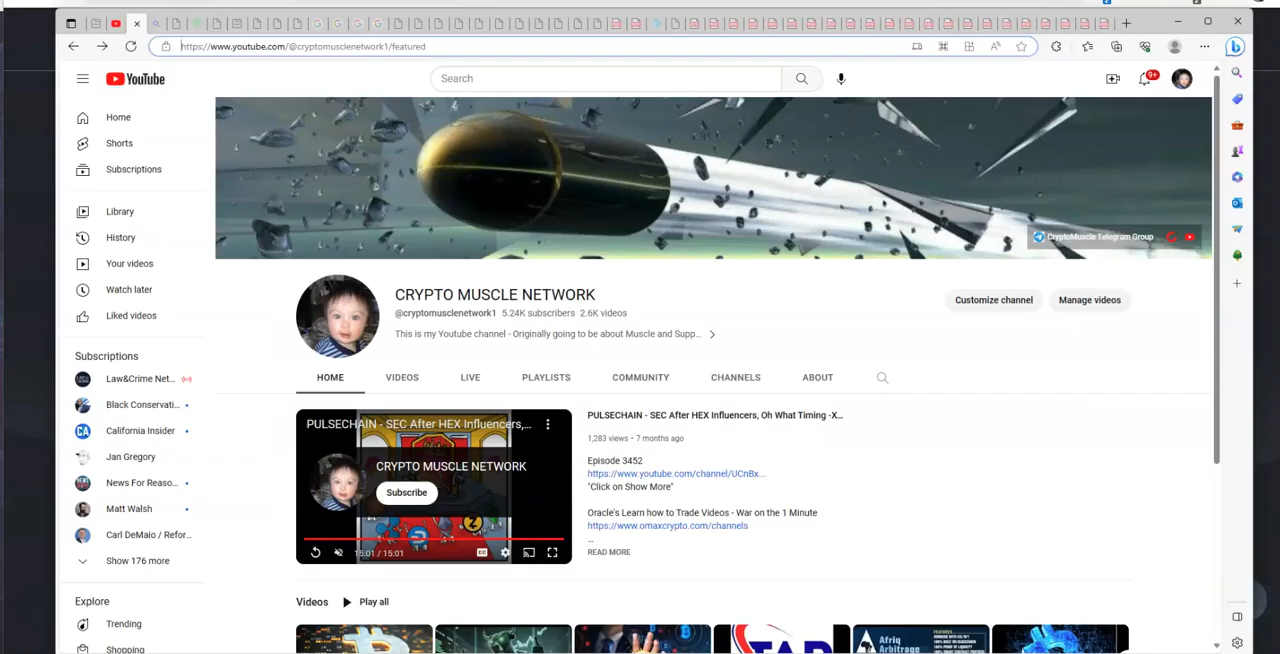 https://www.youtube.com/@cryptomusclenetwork1/featured
YouTube
Search
9+
Home
Shorts
Subscriptions
Library
History
Your videos
Watch later
Liked videos
Subscriptions
Law&Crime Net...
Black Conservati...
California Insider
Jan Gregory
News For Reaso...
Matt Walsh
Carl DeMaio / Refor...
Show 176 more
Explore
Trending
Shopping
CryptoMuscle Telegram Group
CRYPTO MUSCLE NETWORK
@cryptomusclenetwork1 5.24K subscribers 2.6K videos
This is my Youtube channel - Originally going to be about Muscle and Supp...
Customize channel Manage videos
HOME VIDEOS LIVE PLAYLISTS COMMUNITY CHANNELS ABOUT
PULSECHAIN - SEC After HEX Influencers,...
CRYPTO MUSCLE NETWORK
Subscribe
15:01 / 15:01
CC
PULSECHAIN - SEC After HEX Influencers, Oh What Timing -X...
1,283 views • 7 months ago
Episode 3452
https://www.youtube.com/channel/UCnBx...
"Click on Show More"
Oracle's Learn how to Trade Videos - War on the 1 Minute
https://www.omaxcrypto.com/channels
...
READ MORE
Videos Play all
Afriq
Arbitrage
FEATURES